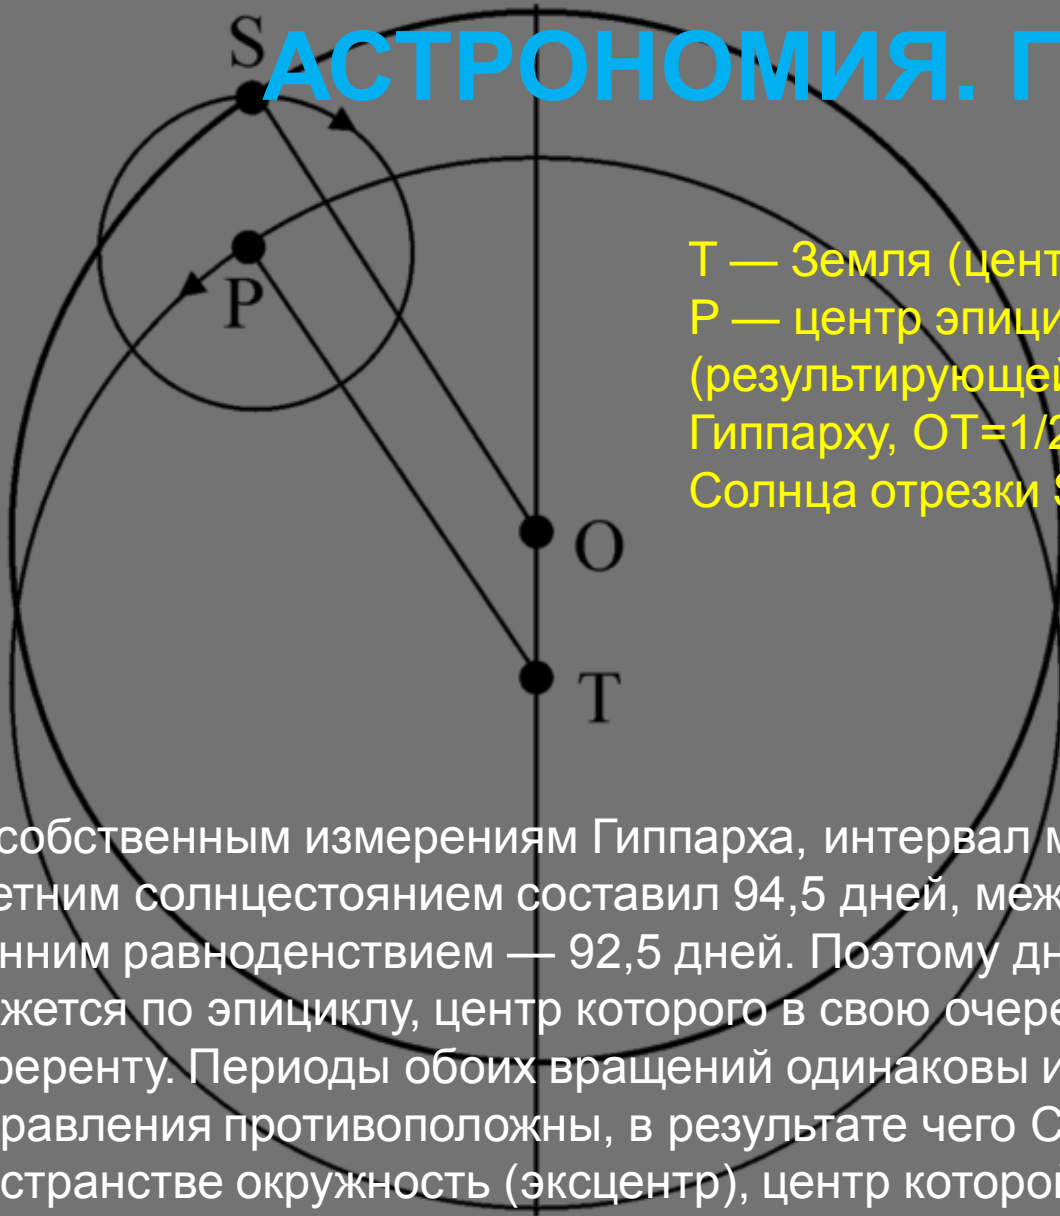 S
АСТРОНОМИЯ. Г
T — Земля (цент
P — центр эпици
(результирующей
Гиппарху, OT=1/2
Солнца отрезки S
P
O
T
собственным измерениям Гиппарха, интервал м
етним солнцестоянием составил 94,5 дней, меж
нним равноденствием — 92,5 дней. Поэтому дн
жется по эпициклу, центр которого в свою очере
ференту. Периоды обоих вращений одинаковы и
равления противоположны, в результате чего С
странстве окружность (эксцентр), центр которой